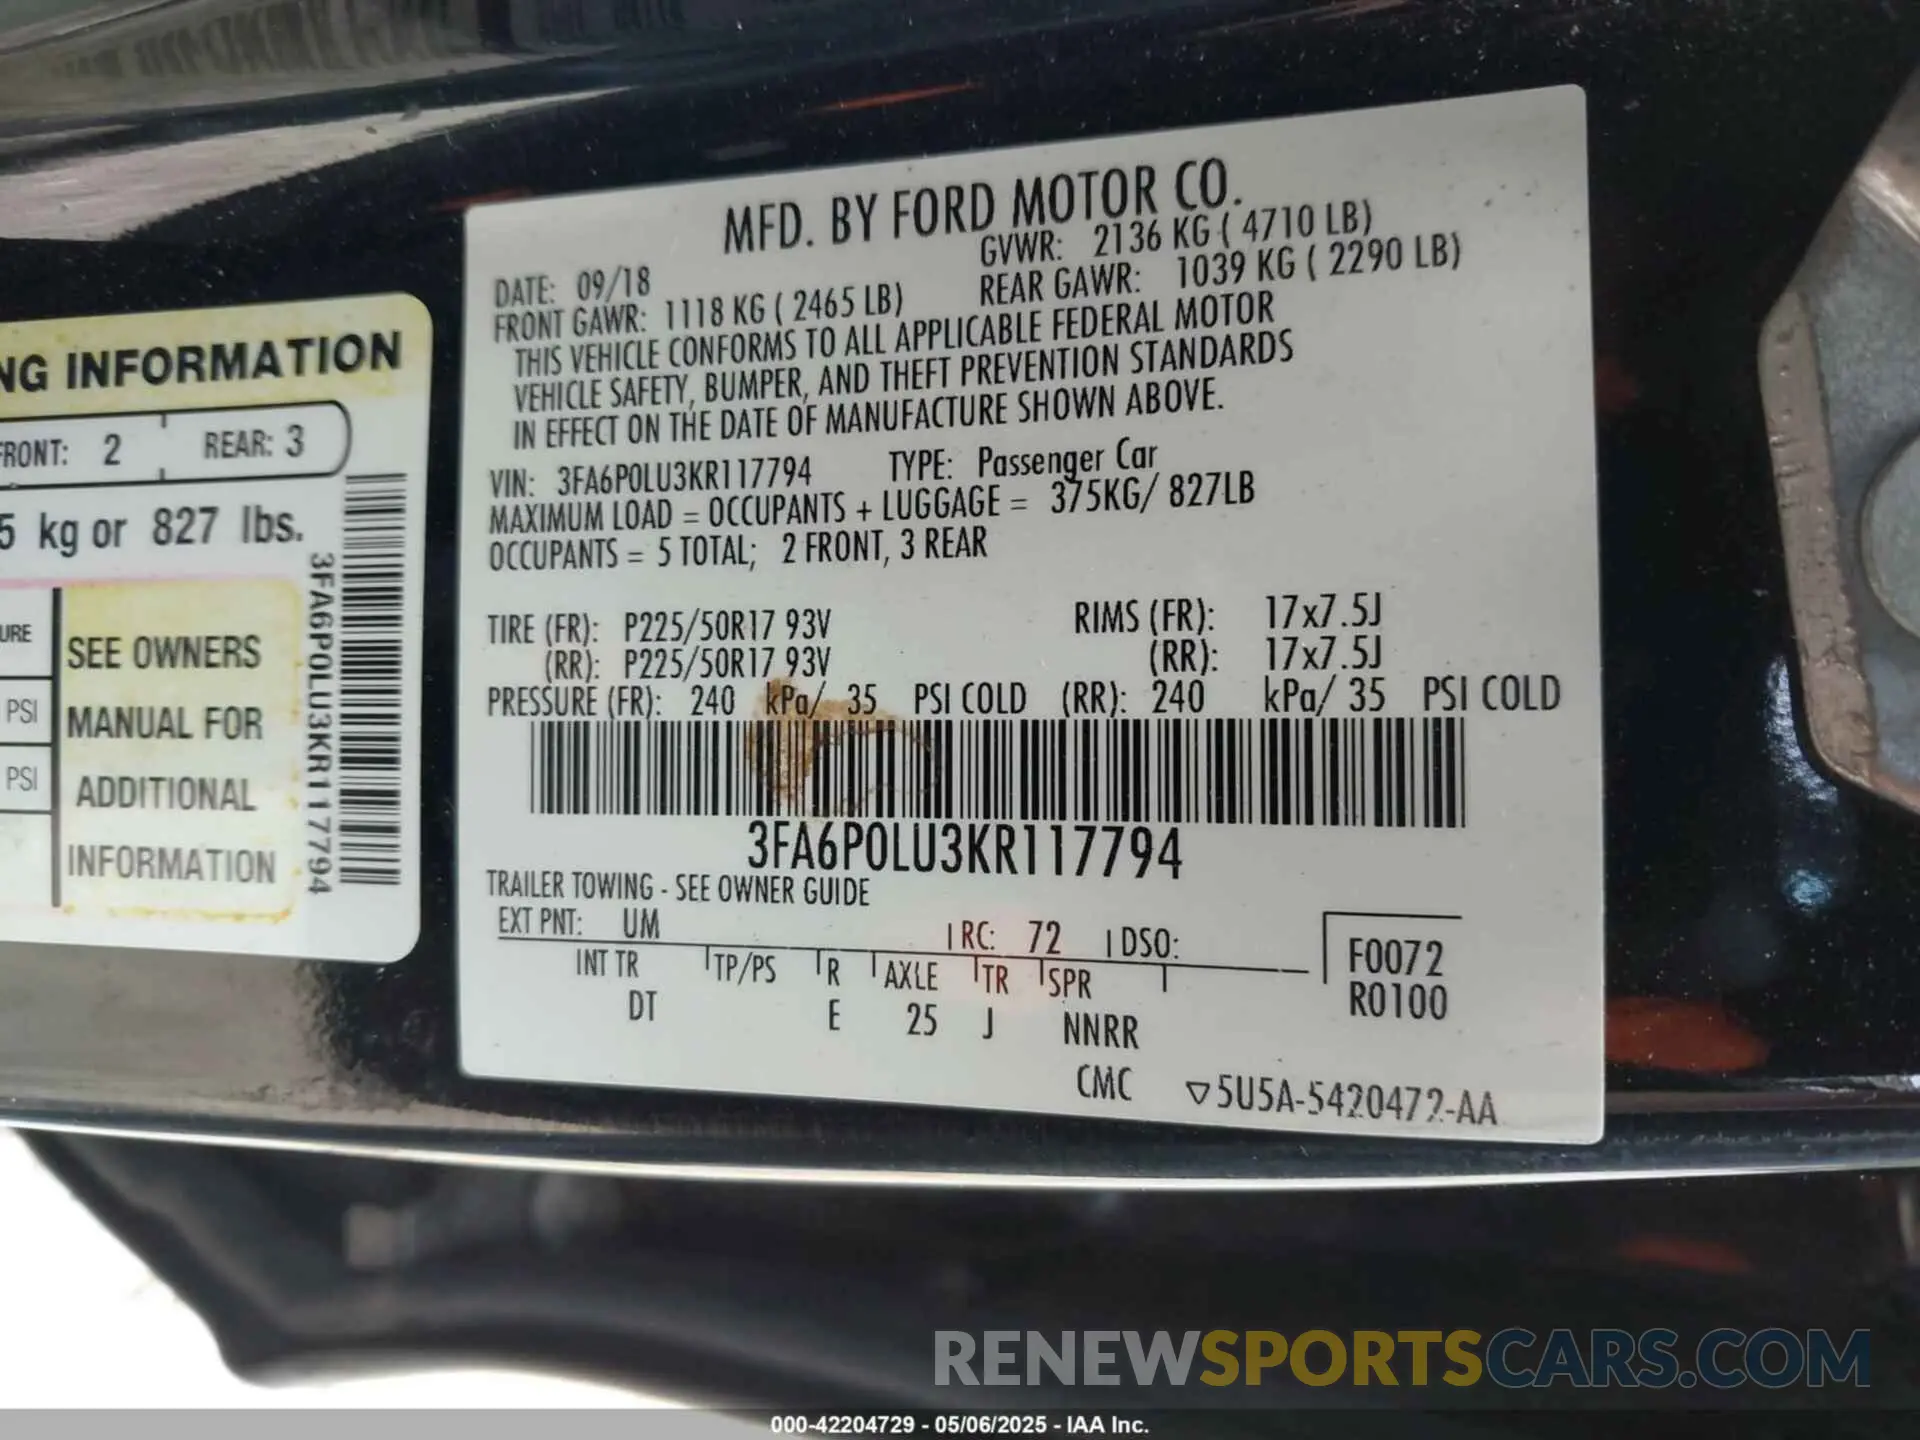 NG INFORMATION
FRONT: 2 REAR: 3
5 kg or 827 lbs.
URE
PSI
PSI
SEE OWNERS
MANUAL FOR
ADDITIONAL
INFORMATION
3FA6P0LU3KR117794
MFD. BY FORD MOTOR CO.
DATE: 09/18 GVWR: 2136 KG ( 4710 LB)
FRONT GAWR: 1118 KG ( 2465 LB) REAR GAWR: 1039 KG ( 2290 LB)
THIS VEHICLE CONFORMS TO ALL APPLICABLE FEDERAL MOTOR
VEHICLE SAFETY, BUMPER, AND THEFT PREVENTION STANDARDS
IN EFFECT ON THE DATE OF MANUFACTURE SHOWN ABOVE.
VIN: 3FA6P0LU3KR117794 TYPE: Passenger Car
MAXIMUM LOAD = OCCUPANTS + LUGGAGE = 375KG/ 827LB
OCCUPANTS = 5 TOTAL; 2 FRONT, 3 REAR
TIRE (FR): P225/50R17 93V RIMS (FR): 17x7.5J
(RR): P225/50R17 93V (RR): 17x7.5J
PRESSURE (FR): 240 kPa/ 35 PSI COLD (RR): 240 kPa/ 35 PSI COLD
3FA6P0LU3KR117794
TRAILER TOWING - SEE OWNER GUIDE
EXT PNT: UM RC: 72 DSO:
INT TR TP/PS R AXLE TR SPR
DT E 25 J NNRR
F0072
R0100
CMC ▽5U5A-5420472-AA
RENEWSPORTSCARS.COM
000-42204729 - 05/06/2025 - IAA Inc.